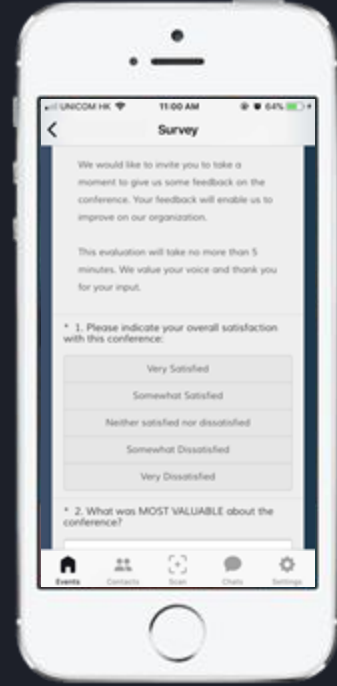 UNICOM HK 11:00 AM 64%
Survey
We would like to invite you to take a
moment to give us some feedback on the
conference. Your feedback will enable us to
improve on our organization.
This evaluation will take no more than 5
minutes. We value your voice and thank you
for your input.
* 1. Please indicate your overall satisfaction
with this conference:
Very Satisfied
Somewhat Satisfied
Neither satisfied nor dissatisfied
Somewhat Dissatisfied
Very Dissatisfied
* 2. What was MOST VALUABLE about the
conference?
Events Contacts Scan Chats Settings